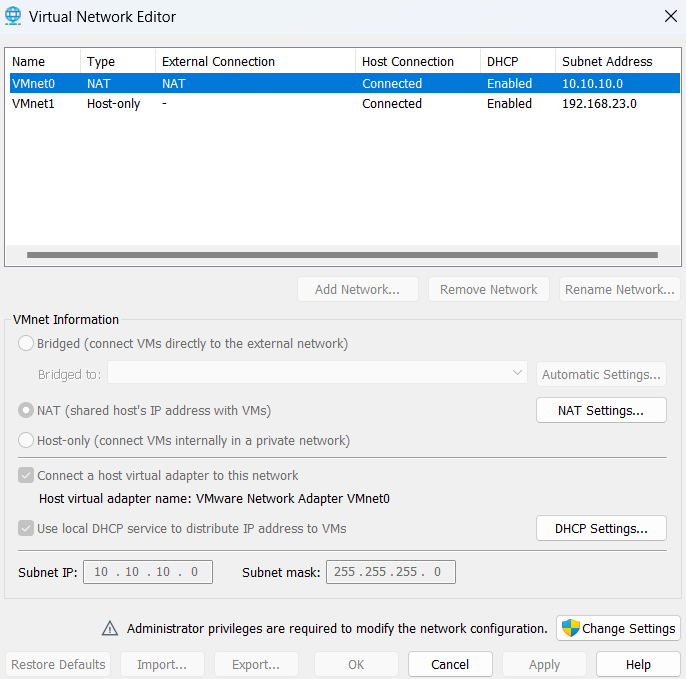 Virtual Network Editor
Name Type External Connection Host Connection DHCP Subnet Address
VMnet0 NAT NAT Connected Enabled 10.10.10.0
VMnet1 Host-only - Connected Enabled 192.168.23.0
Add Network... Remove Network Rename Network...
VMnet Information
Bridged (connect VMs directly to the external network)
Bridged to: Automatic Settings...
NAT (shared host's IP address with VMs) NAT Settings...
Host-only (connect VMs internally in a private network)
Connect a host virtual adapter to this network
Host virtual adapter name: VMware Network Adapter VMnet0
Use local DHCP service to distribute IP address to VMs DHCP Settings...
Subnet IP: 10 . 10 . 10 . 0 Subnet mask: 255 . 255 . 255 . 0
Administrator privileges are required to modify the network configuration. Change Settings
Restore Defaults Import... Export... OK Cancel Apply Help